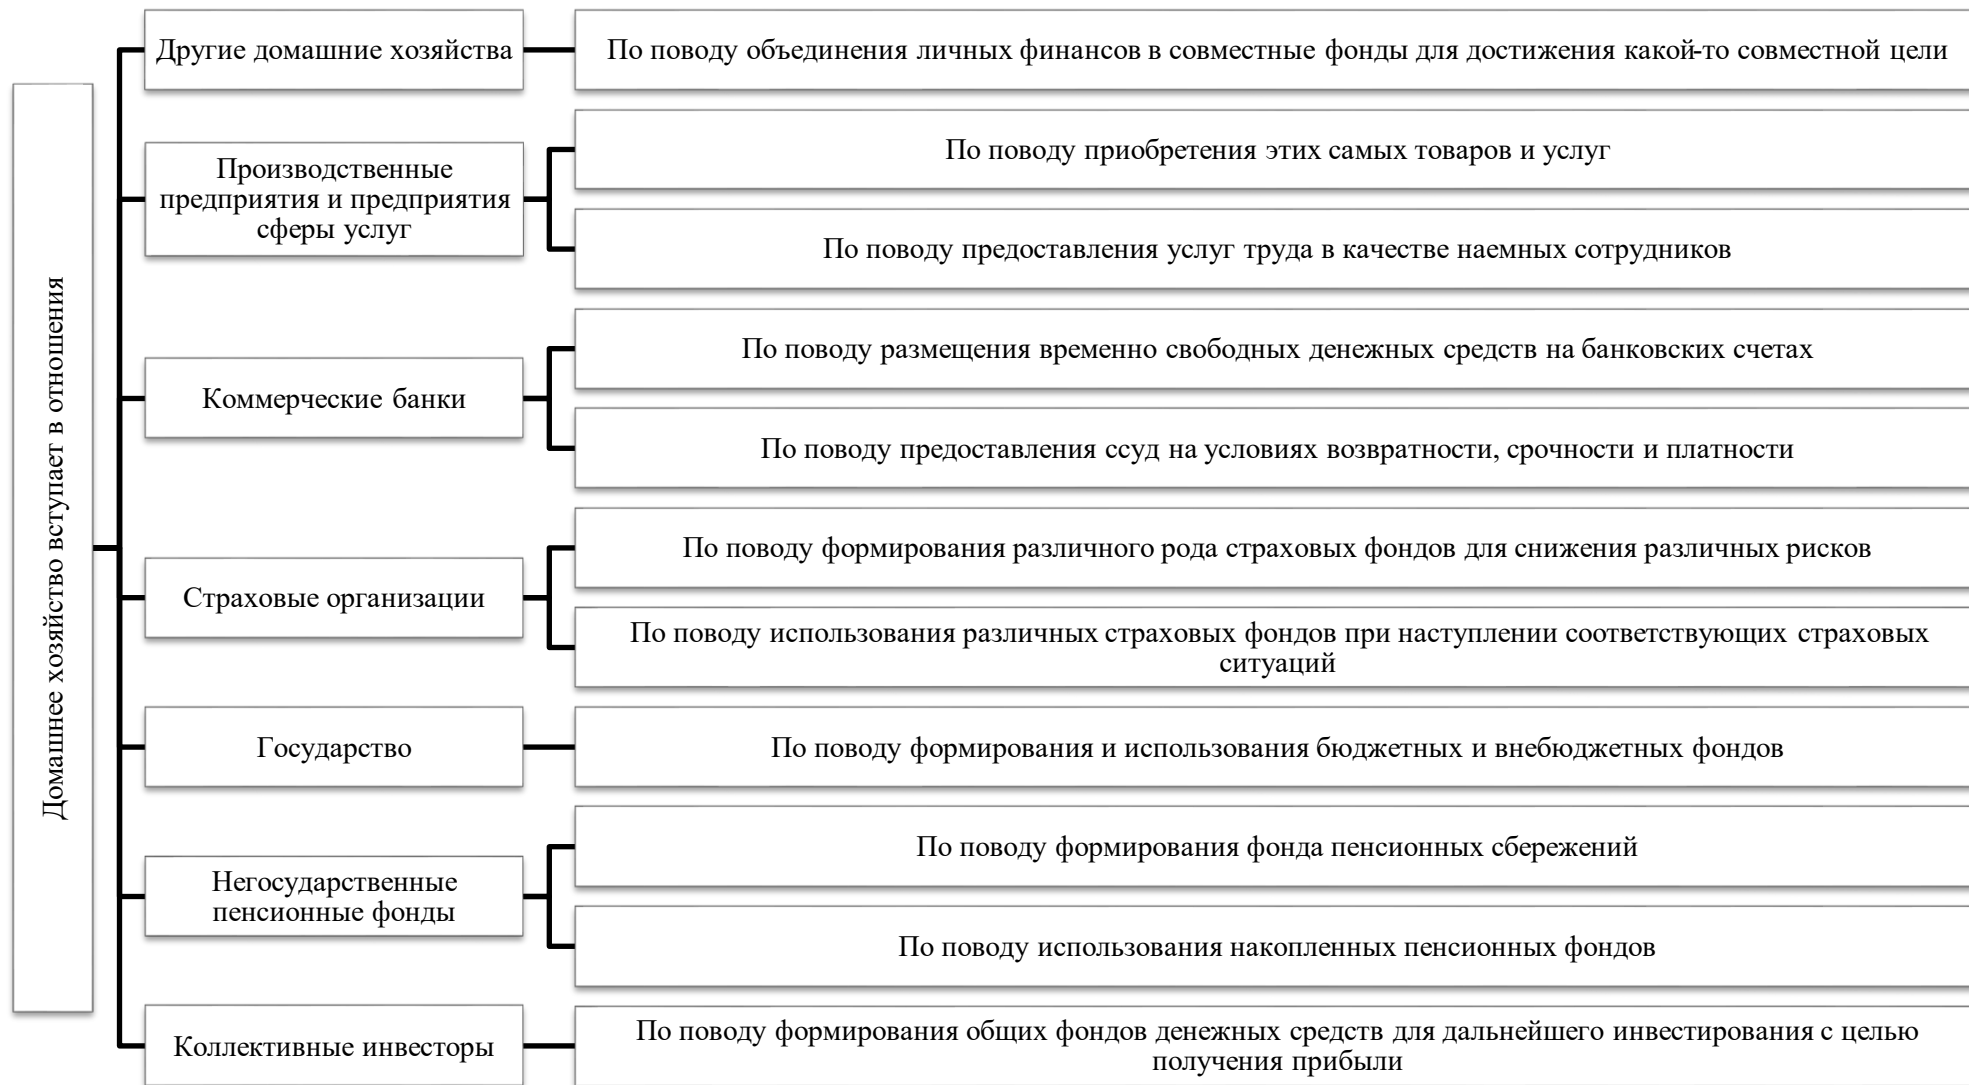 Домашнее хозяйство вступает в отношения
Другие домашние хозяйства
По поводу объединения личных финансов в совместные фонды для достижения какой-то совместной цели
Производственные
предприятия и предприятия
сферы услуг
По поводу приобретения этих самых товаров и услуг
По поводу предоставления услуг труда в качестве наемных сотрудников
Коммерческие банки
По поводу размещения временно свободных денежных средств на банковских счетах
По поводу предоставления ссуд на условиях возвратности, срочности и платности
Страховые организации
По поводу формирования различного рода страховых фондов для снижения различных рисков
По поводу использования различных страховых фондов при наступлении соответствующих страховых
ситуаций
Государство
По поводу формирования и использования бюджетных и внебюджетных фондов
Негосударственные
пенсионные фонды
По поводу формирования фонда пенсионных сбережений
По поводу использования накопленных пенсионных фондов
Коллективные инвесторы
По поводу формирования общих фондов денежных средств для дальнейшего инвестирования с целью
получения прибыли